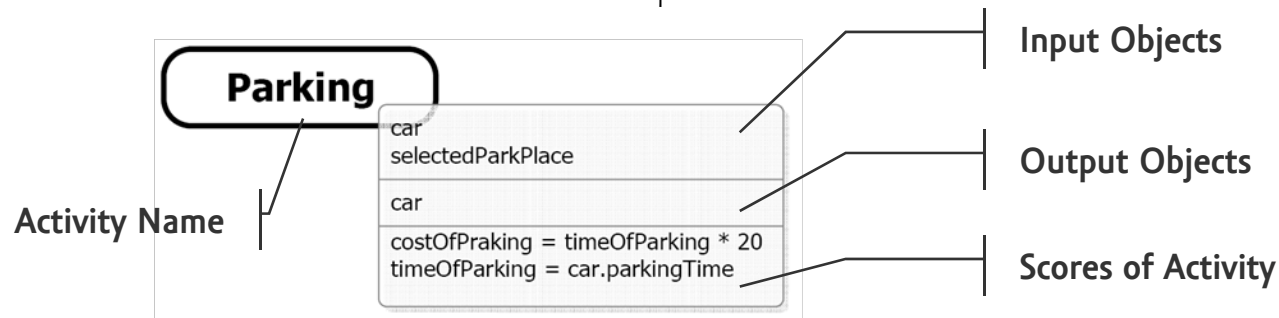 Input Objects
Parking
car
selectedParkPlace
Output Objects
car
Activity Name
costOfPraking = timeOfParking * 20
timeOfParking = car.parkingTime
Scores of Activity